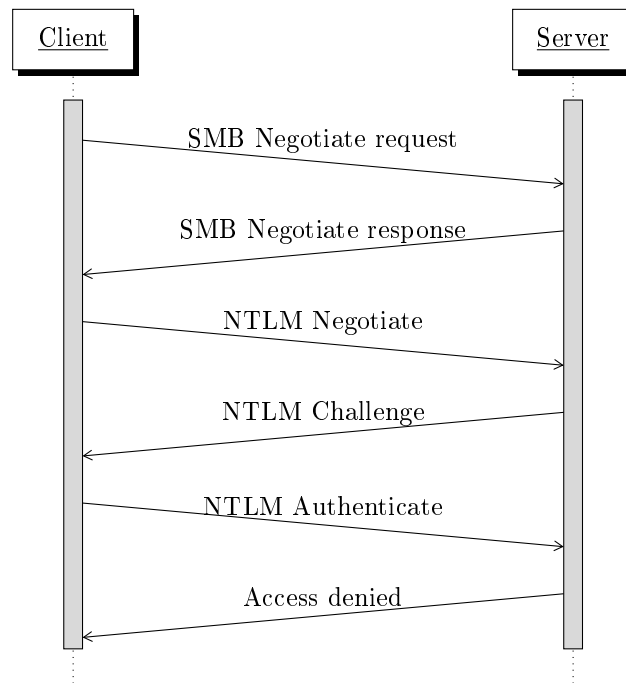 Client
Server
SMB Negotiate request
SMB Negotiate response
NTLM Negotiate
NTLM Challenge
NTLM Authenticate
Access denied